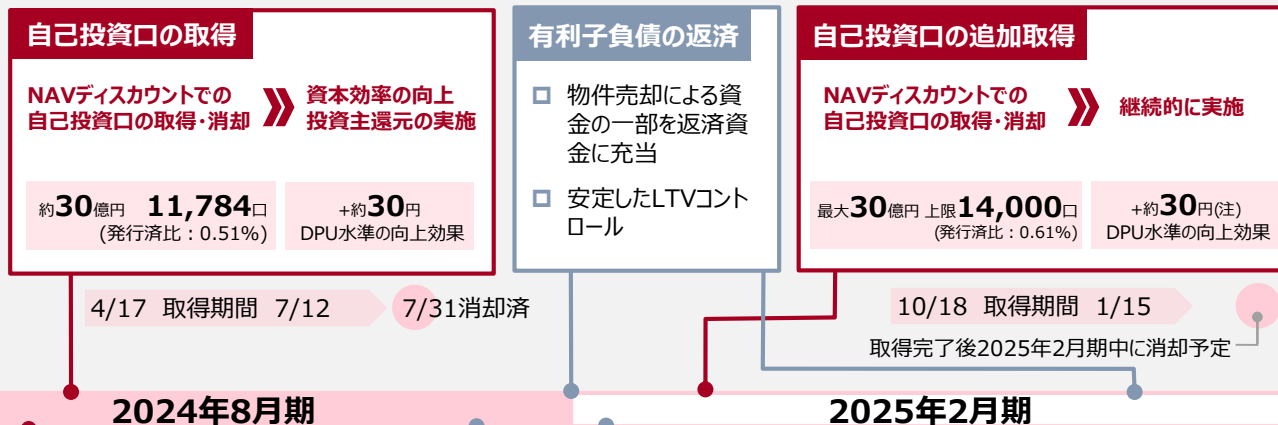 自己投資口の取得
NAVディスカウントでの
自己投資口の取得・消却
資本効率の向上
投資主還元の実施
約30億円 11,784口
(発行済比：0.51%)
+約30円
DPU水準の向上効果
4/17 取得期間 7/12
7/31消却済
有利子負債の返済
物件売却による資
金の一部を返済資
金に充当
安定したLTVコント
ロール
自己投資口の追加取得
NAVディスカウントでの
自己投資口の取得・消却
継続的に実施
最大30億円 上限14,000口
(発行済比：0.61%)
+約30円(注)
DPU水準の向上効果
10/18 取得期間 1/15
取得完了後2025年2月期中に消却予定
2024年8月期
2025年2月期